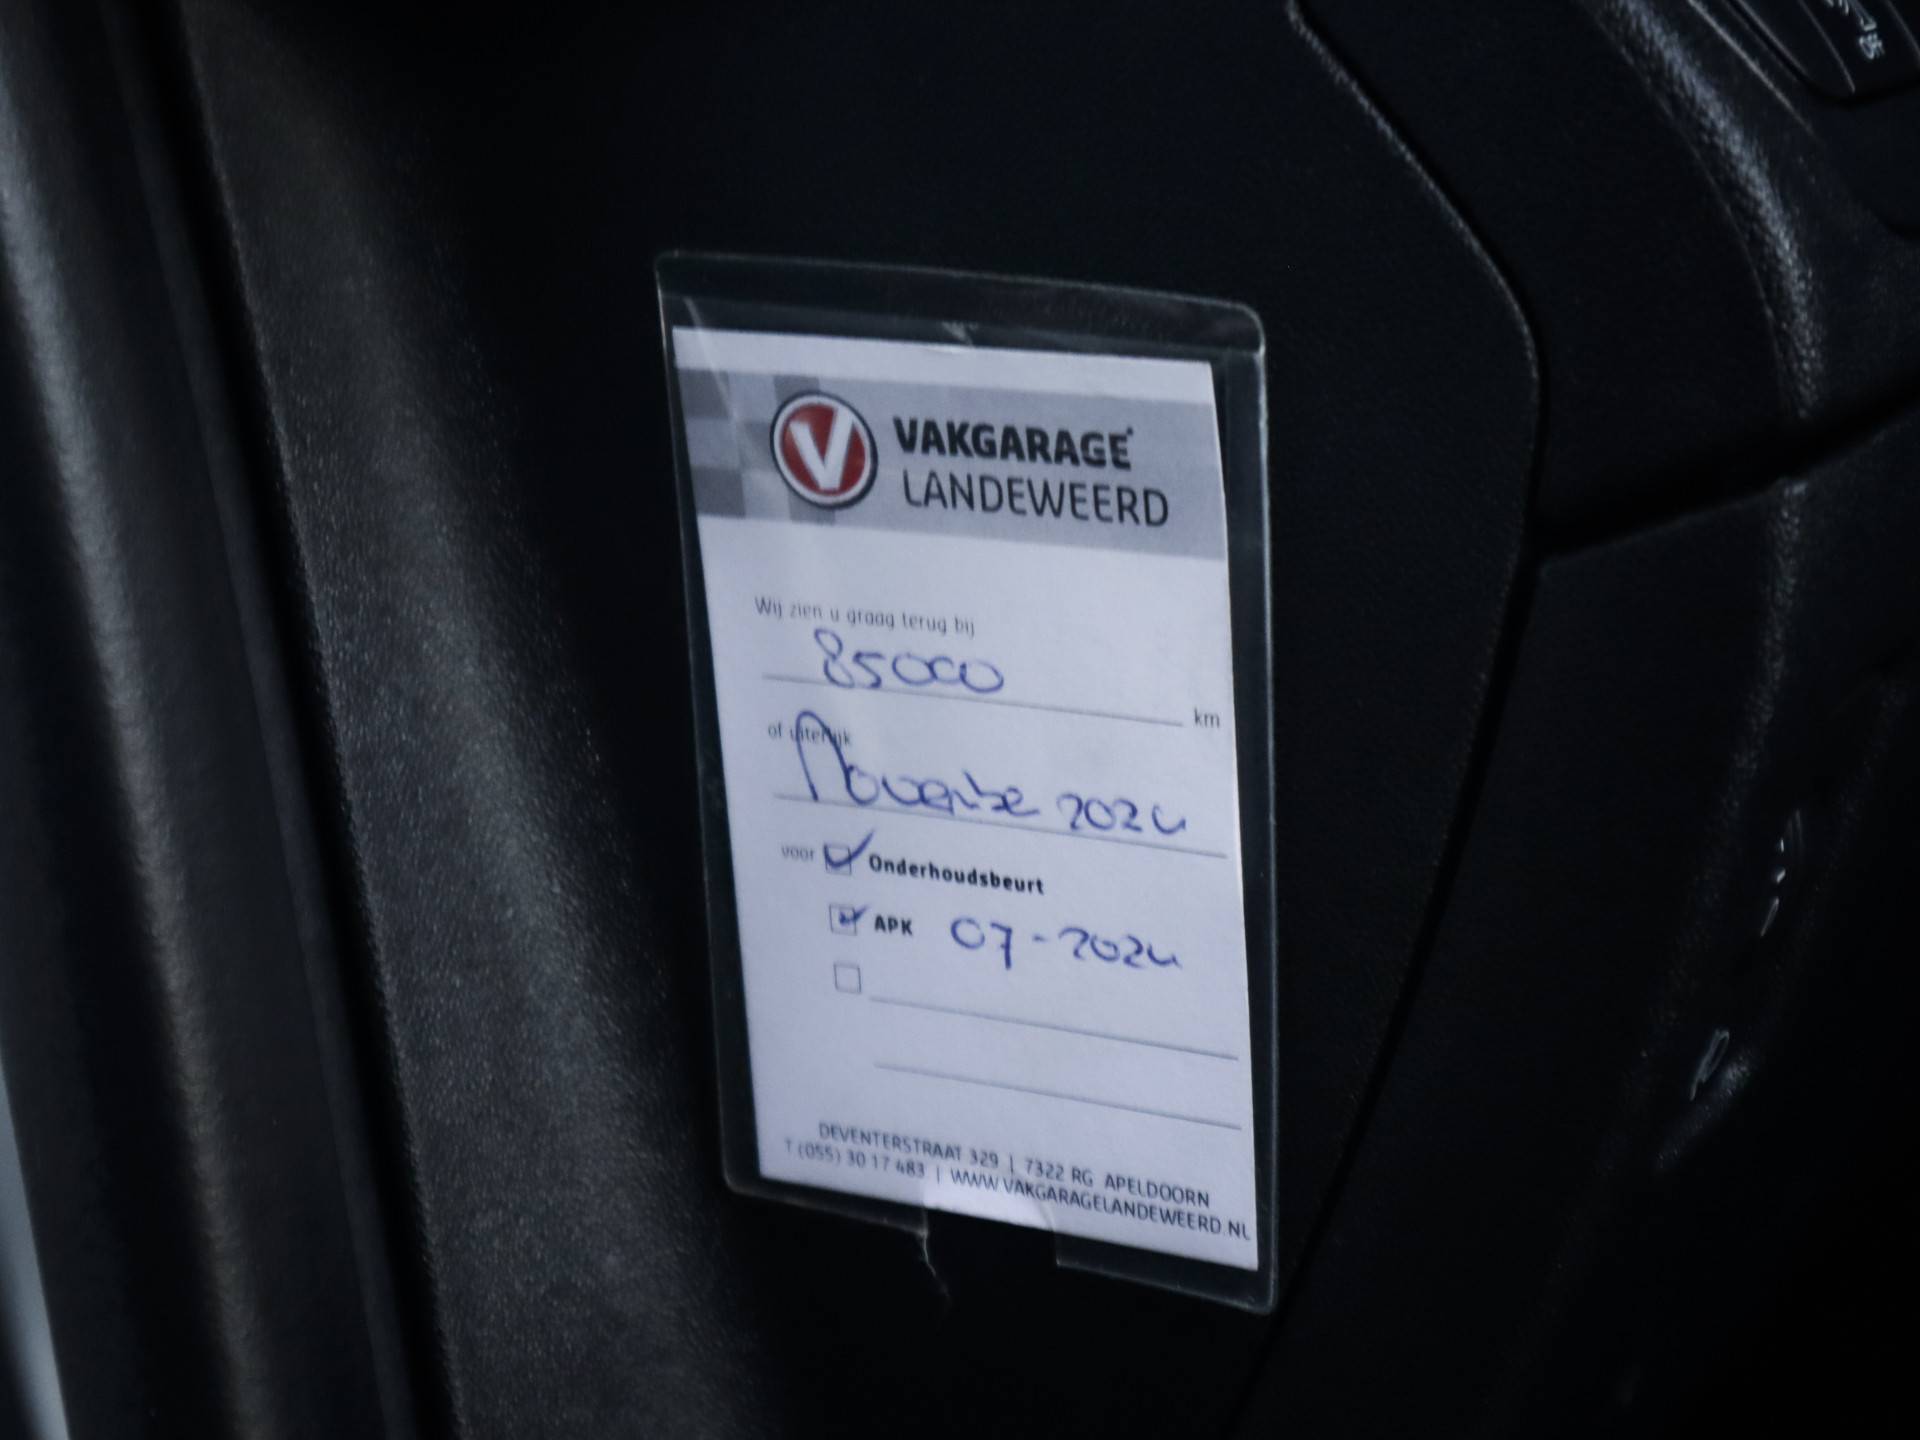 VAKGARAGE
LANDEWEERD
Wij zien u graag terug bij
85000
km
of uiterlijk
November 2024
voor Onderhoudsbeurt
APK 07-2024
DEVENTERSTRAAT 329 | 7322 RG APELDOORN
T (055) 30 17 483 | WWW.VAKGARAGELANDEWEERD.NL